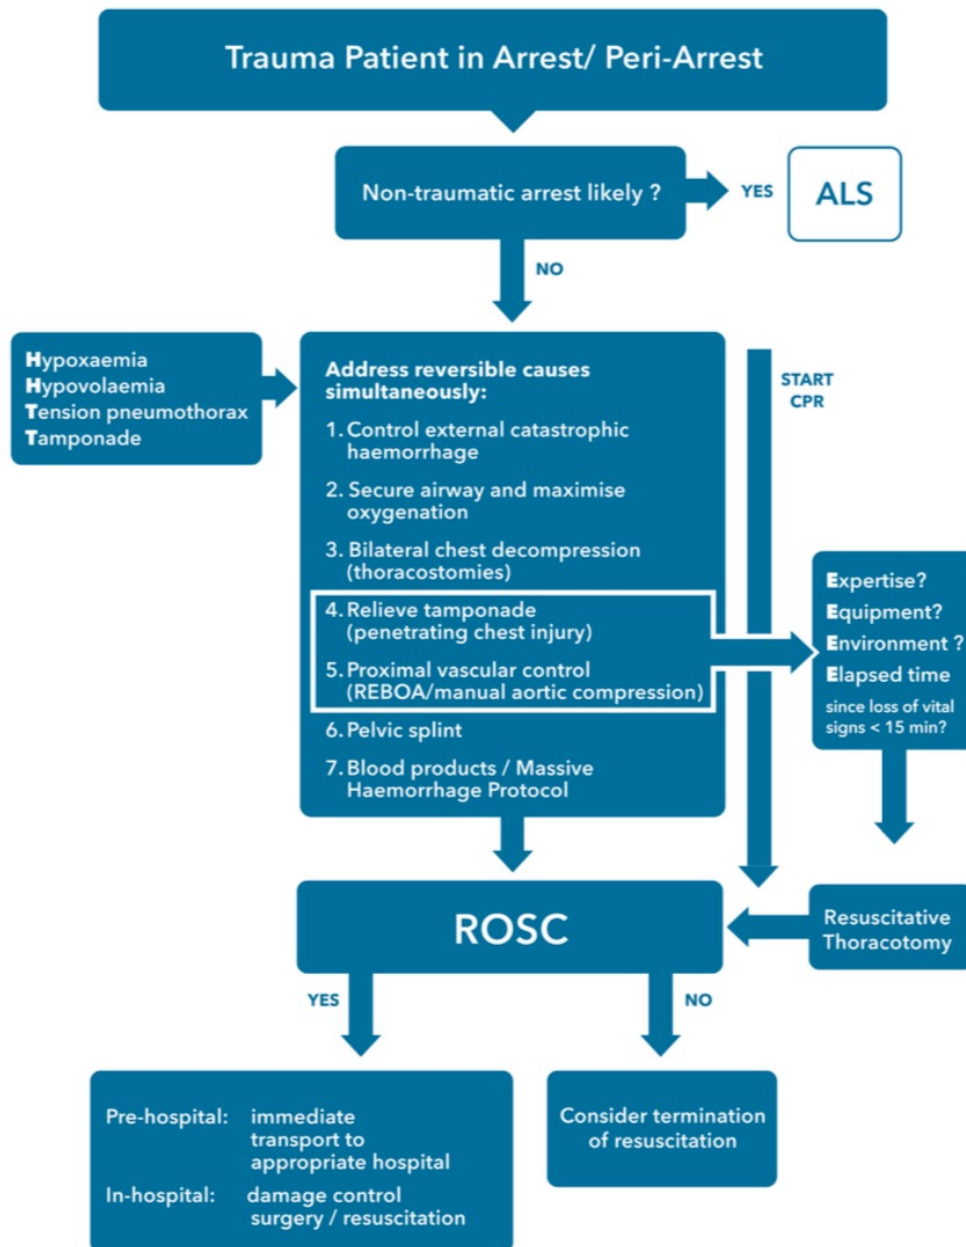 Trauma Patient in Arrest/ Peri-Arrest
Non-traumatic arrest likely ?
YES
ALS
NO
Hypoxaemia
Hypovolaemia
Tension pneumothorax
Tamponade
Address reversible causes
simultaneously:
1. Control external catastrophic
haemorrhage
2. Secure airway and maximise
oxygenation
3. Bilateral chest decompression
(thoracostomies)
4. Relieve tamponade
(penetrating chest injury)
5. Proximal vascular control
(REBOA/manual aortic compression)
6. Pelvic splint
7. Blood products / Massive
Haemorrhage Protocol
START
CPR
Expertise?
Equipment?
Environment ?
Elapsed time
since loss of vital
signs < 15 min?
Resuscitative
Thoracotomy
ROSC
YES
NO
Pre-hospital: immediate
transport to
appropriate hospital
In-hospital: damage control
surgery / resuscitation
Consider termination
of resuscitation